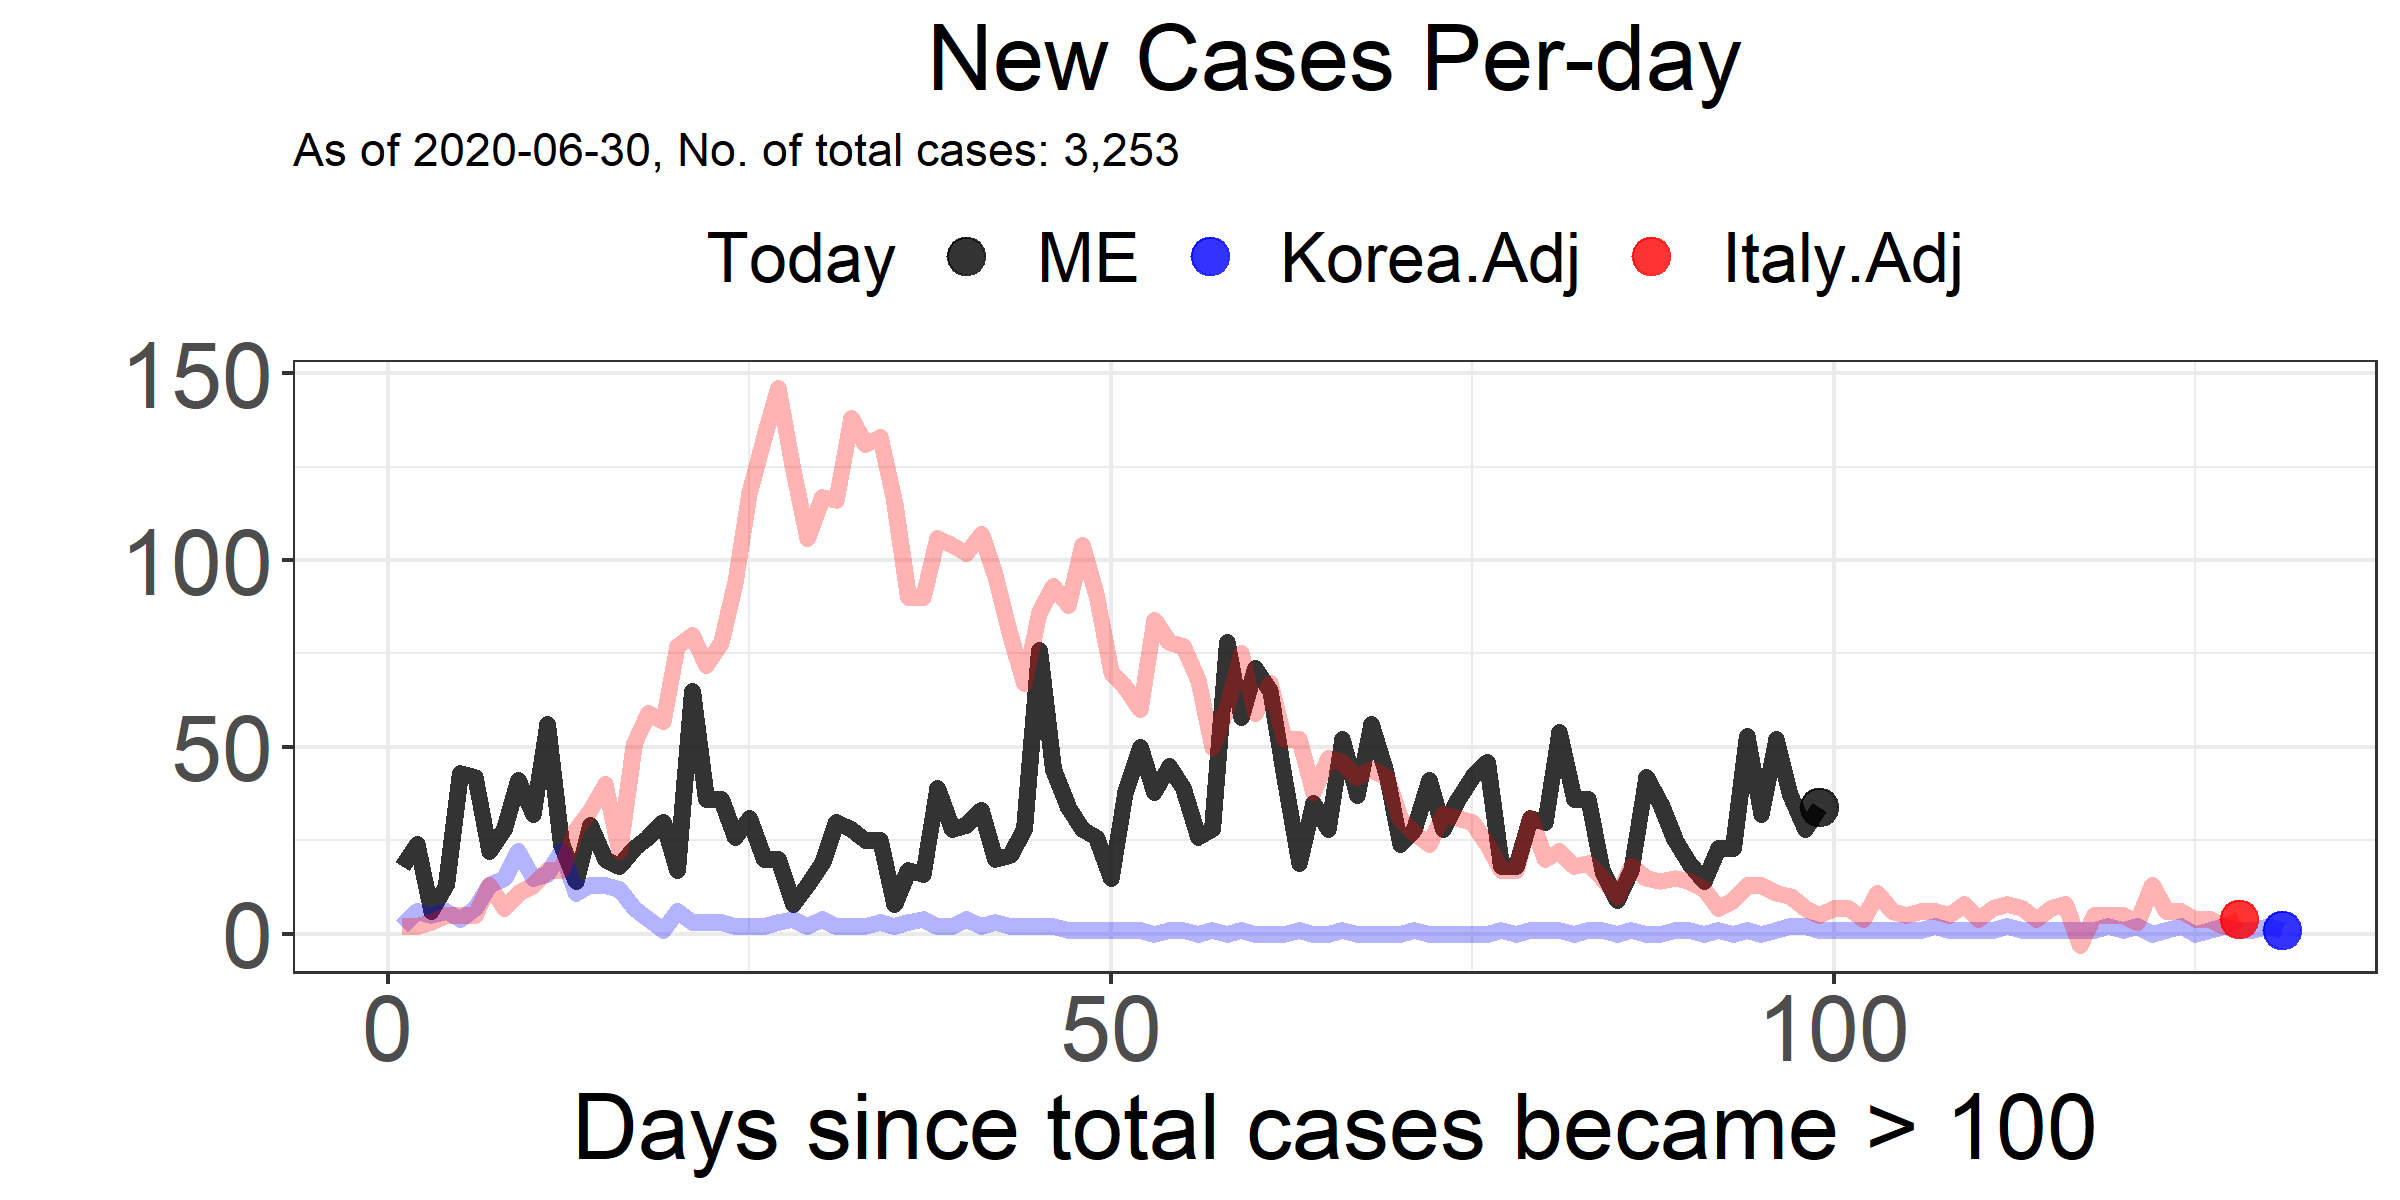 New Cases Per-day
As of 2020-06-30, No. of total cases: 3,253
Today ME Korea.Adj Italy.Adj
150
100
50
0
0 50 100
Days since total cases became > 100